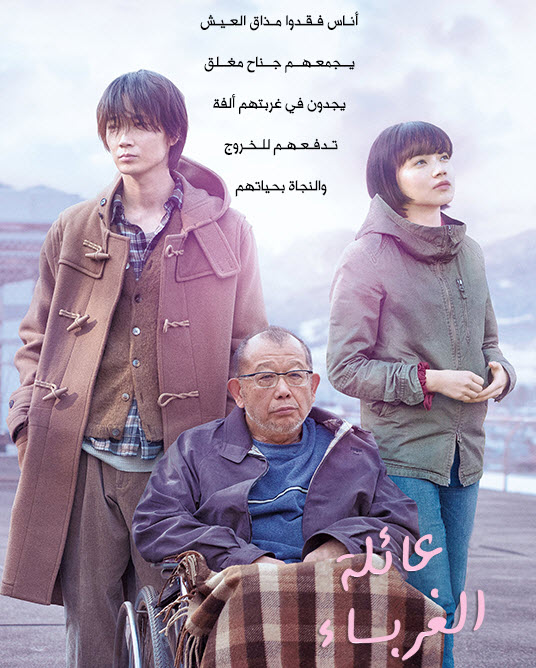 أناس فقدوا مذاق العيش
يجمعهم جناح مغلق
يجدون في غربتهم ألفة
تدفعهم للخروج
والنجاة بحياتهم
عائلة
الغرباء